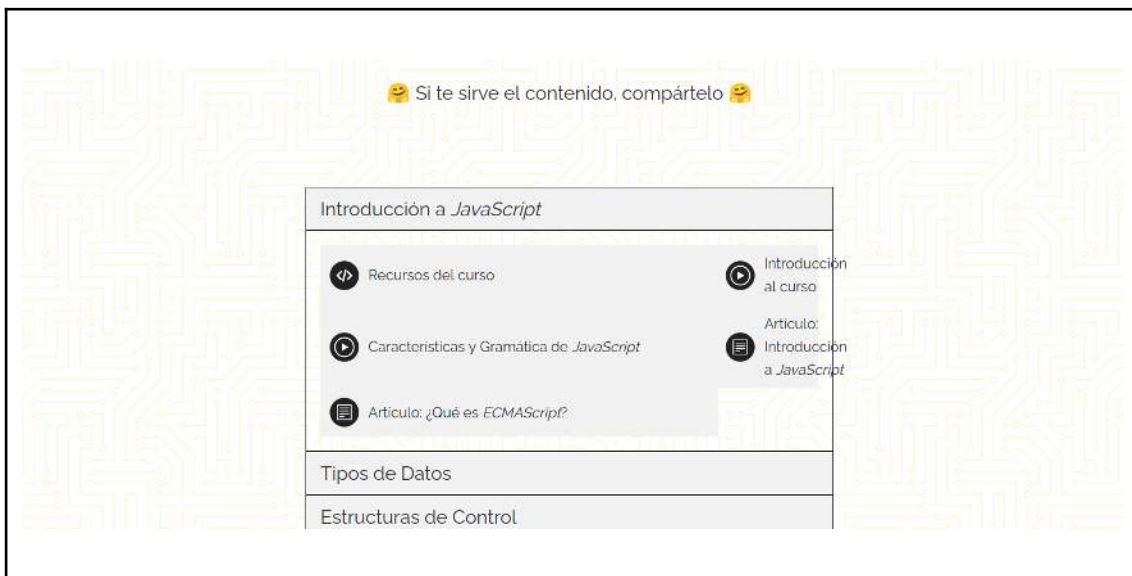 🤗 Si te sirve el contenido, compártelo 🤗
Introducción a JavaScript
Recursos del curso
Introducción
al curso
Características y Gramática de JavaScript
Artículo:
Introducción
a JavaScript
Artículo: ¿Qué es ECMAScript?
Tipos de Datos
Estructuras de Control